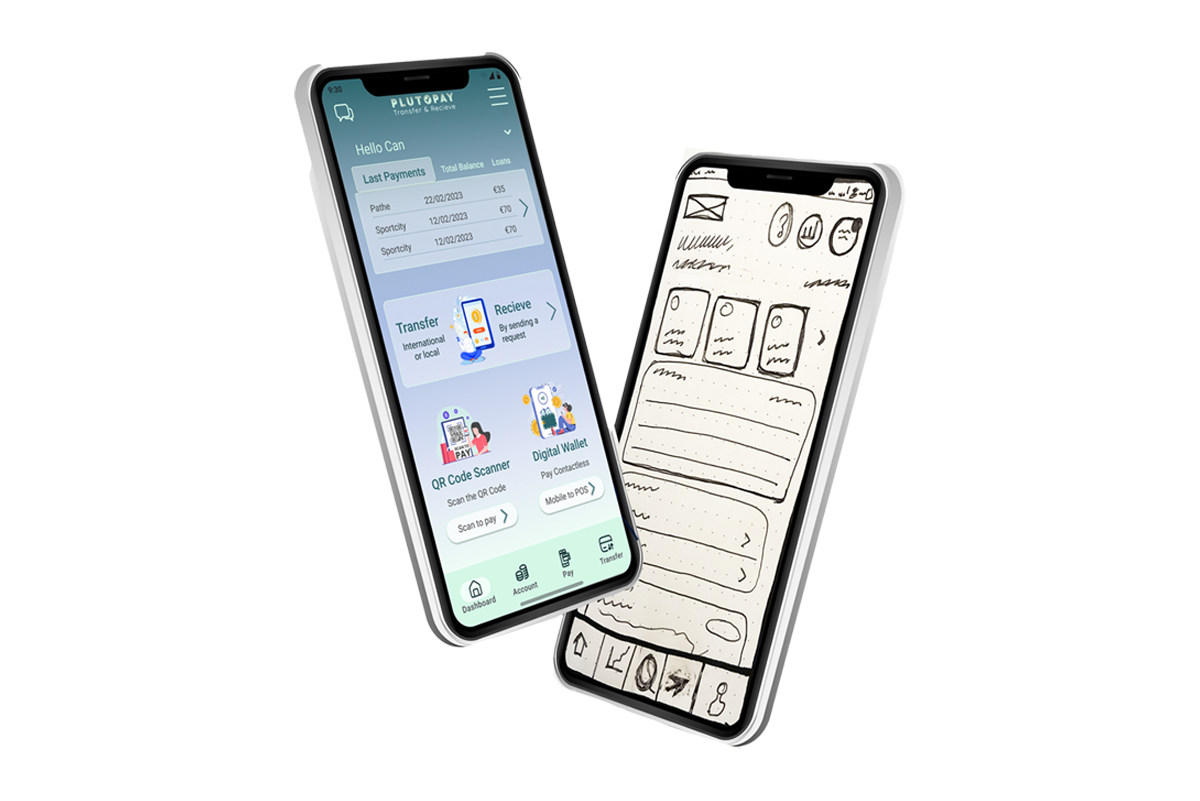 9:30
PLUTOPAY
Transfer & Recieve
Hello Can
Last Payments Total Balance Loans
Pathe 22/02/2023 €35
Sportcity 12/02/2023 €70
Sportcity 12/02/2023 €70
Transfer
International
or local
Recieve
By sending a
request
SCAN TO
PAY
QR Code Scanner
Scan the QR Code
Scan to pay
Digital Wallet
Pay Contactless
Mobile to POS
Dashboard Account Pay Transfer